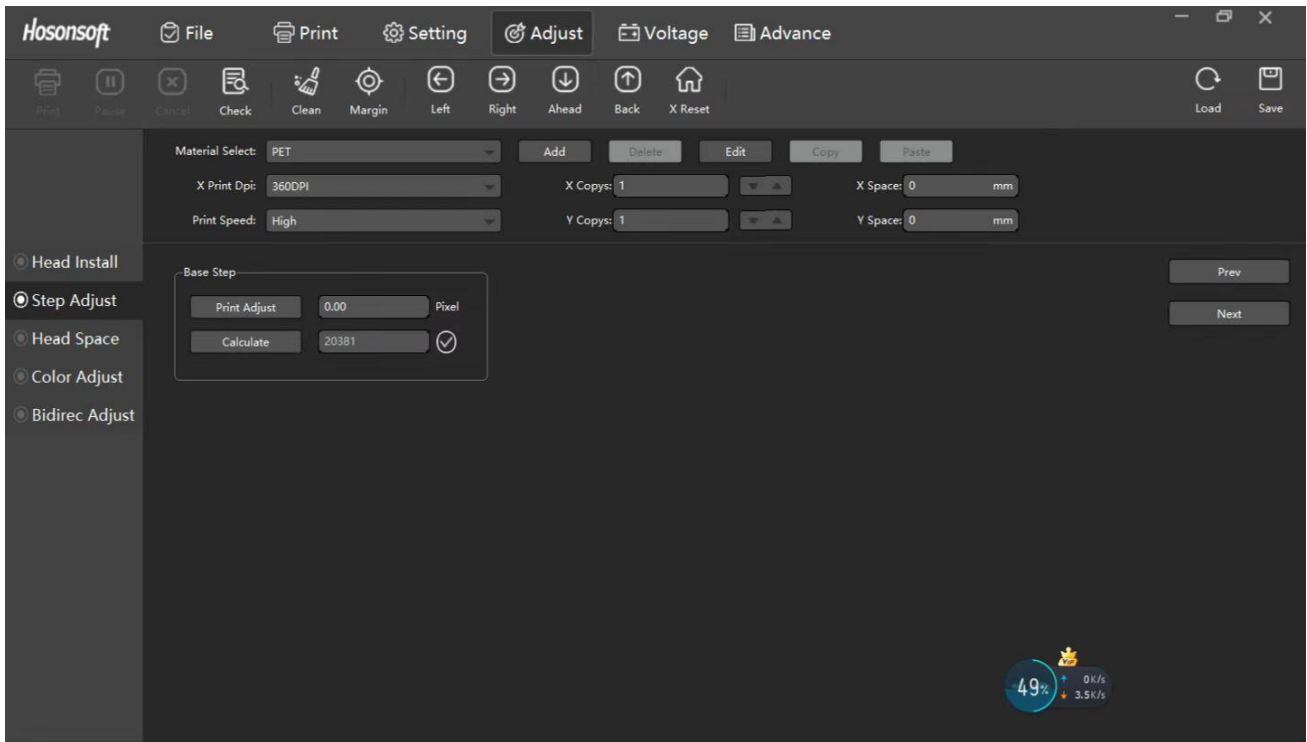 Hosonsoft File Print Setting Adjust Voltage Advance
Print Pause Cancel Check Clean Margin Left Right Ahead Back X Reset Load Save
Material Select: PET Add Delete Edit Copy Paste
X Print Dpi: 360DPI X Copys: 1 X Space: 0 mm
Print Speed: High Y Copys: 1 Y Space: 0 mm
Head Install
Step Adjust
Head Space
Color Adjust
Bidirec Adjust
Base Step
Print Adjust 0.00 Pixel
Calculate 20381
Prev
Next
VIP
49%
0K/s
3.5K/s